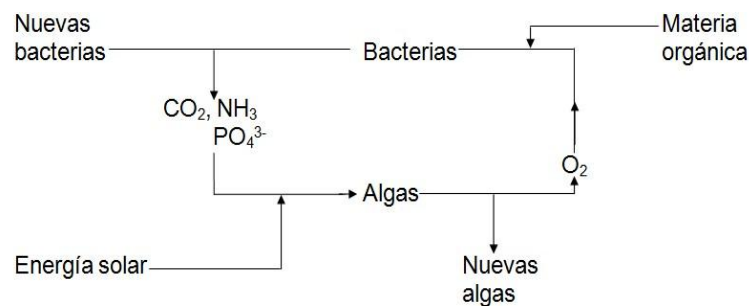 Nuevas
bacterias
Bacterias
Materia
orgánica
CO₂, NH₃
PO₄³⁻
O₂
Algas
Energía solar
Nuevas
algas